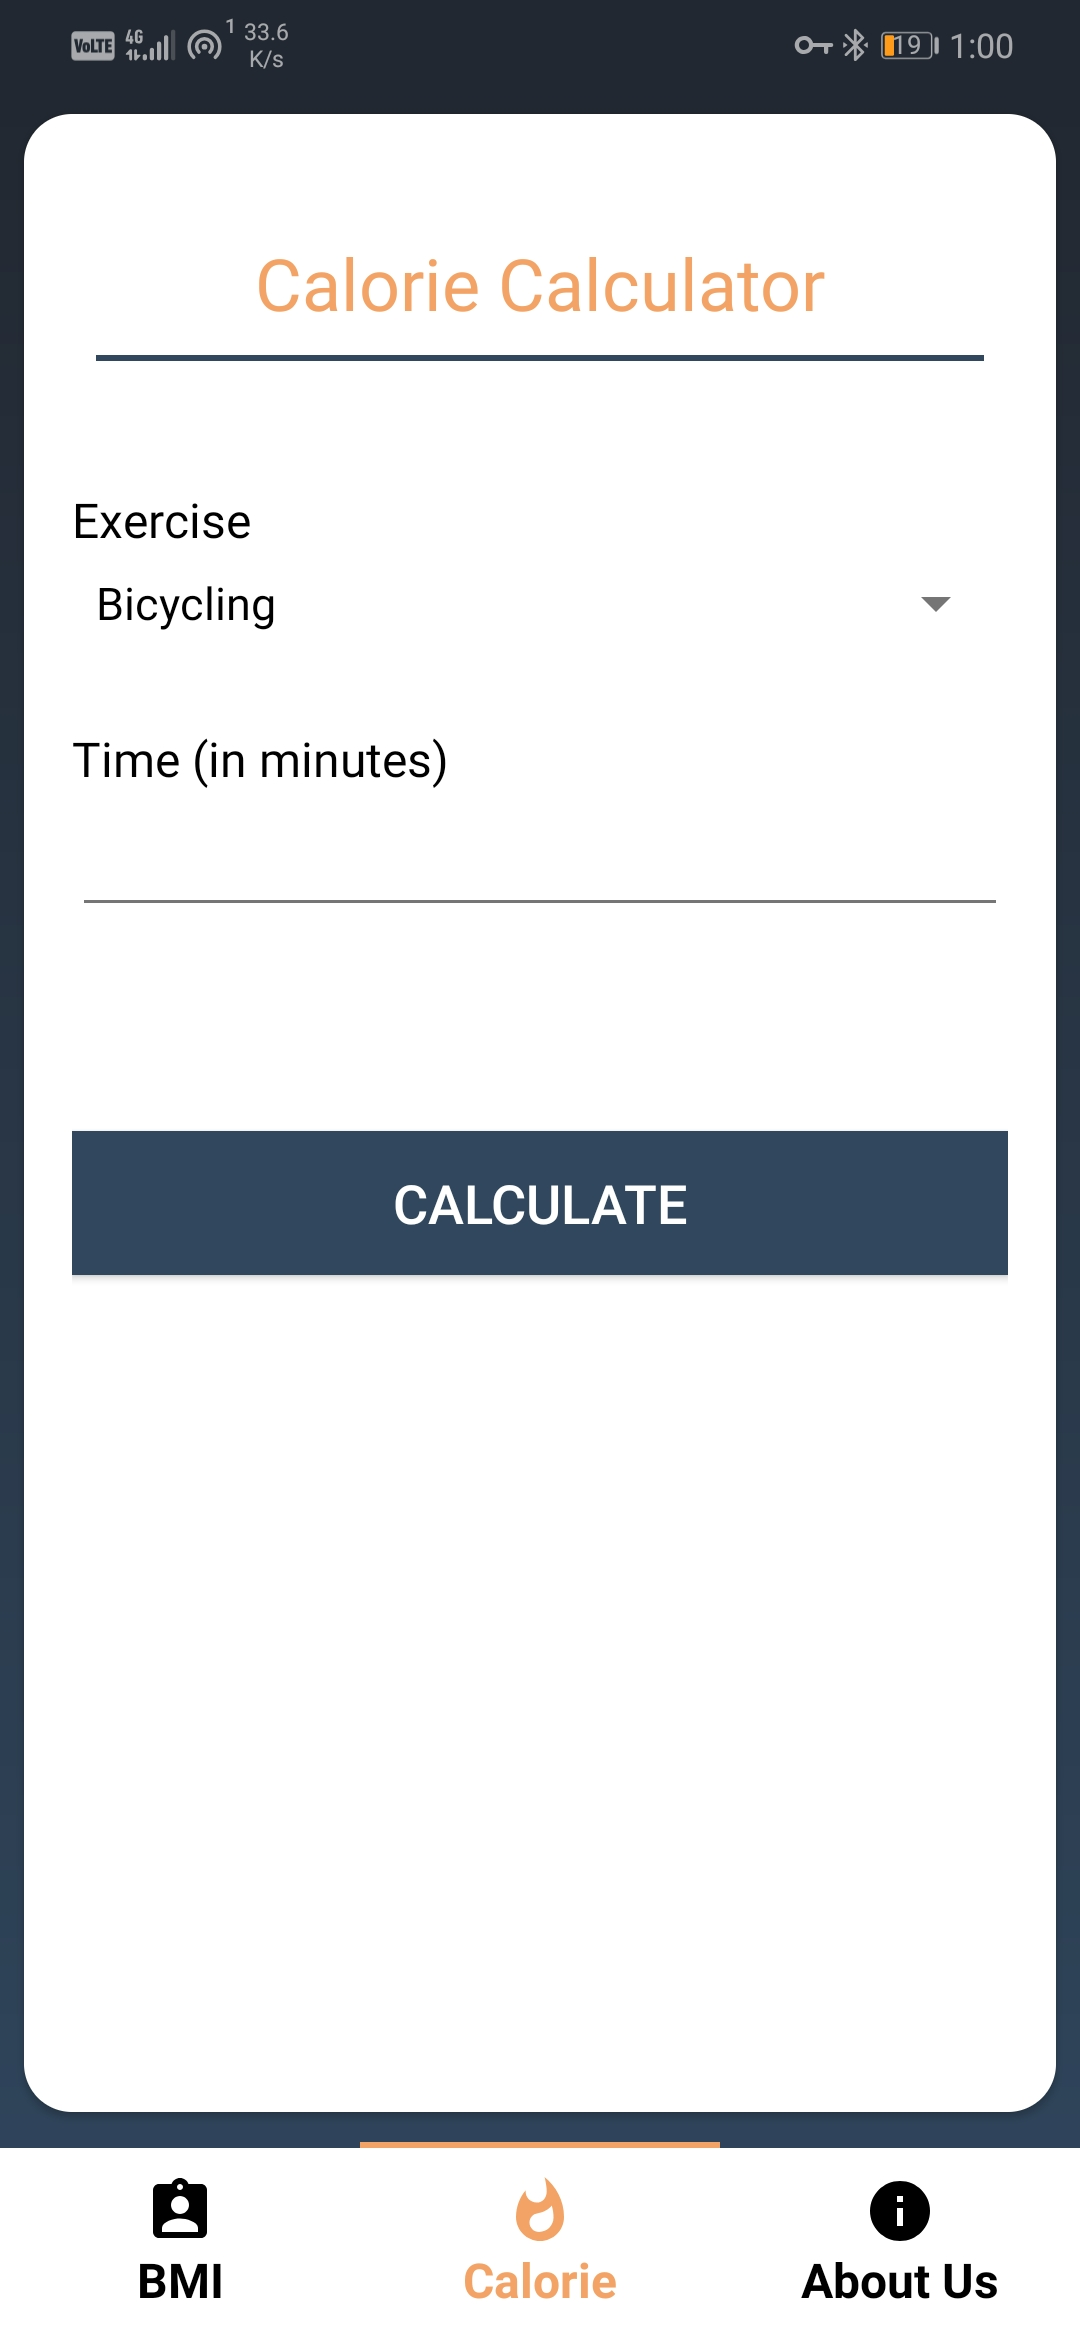 VoLTE 4G 1 33.6 K/s 19 1:00
Calorie Calculator
Exercise
Bicycling
Time (in minutes)
CALCULATE
BMI Calorie About Us